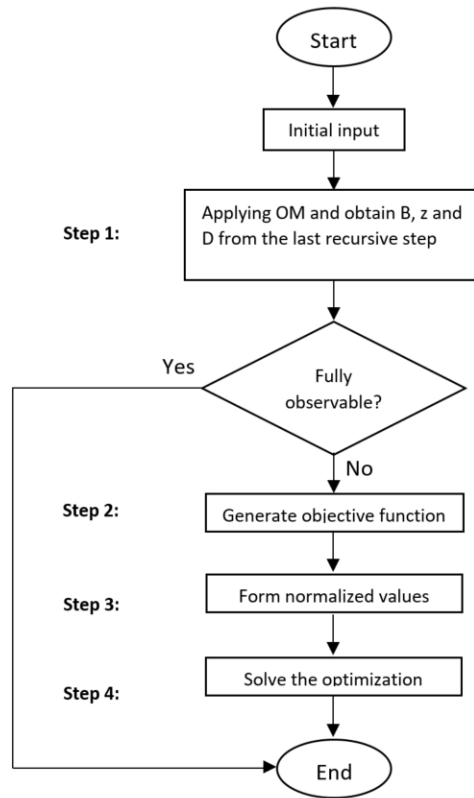 Start
Initial input
Step 1:
Applying OM and obtain B, z and
D from the last recursive step
Yes
Fully
observable?
No
Step 2:
Generate objective function
Step 3:
Form normalized values
Step 4:
Solve the optimization
End